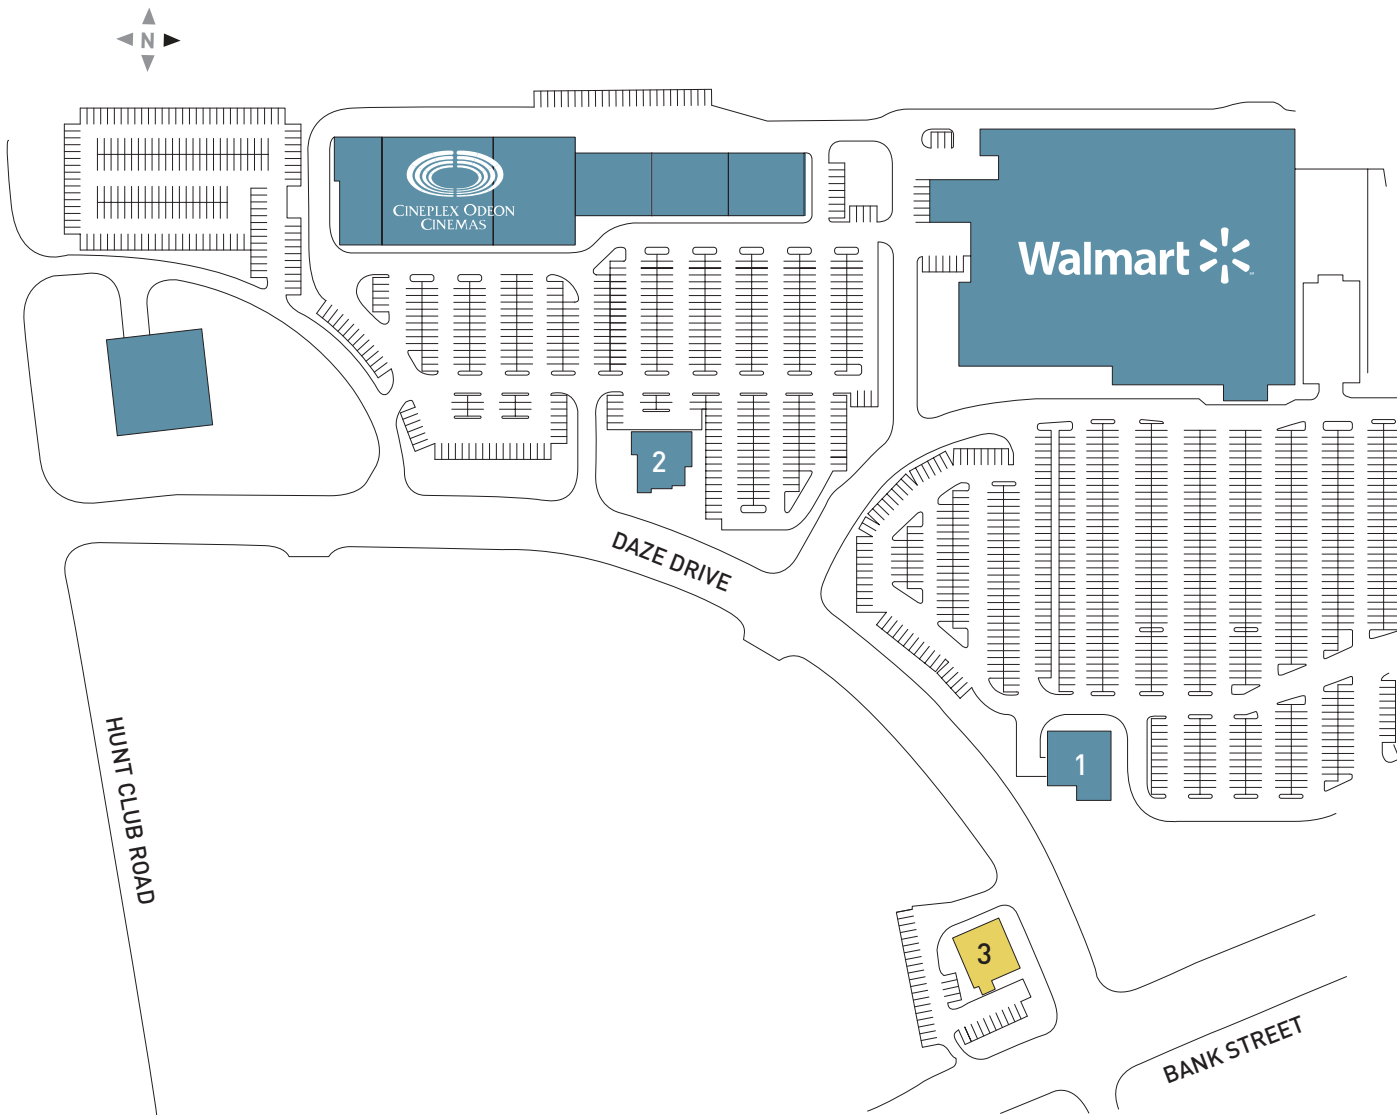 N
CINEPLEX ODEON
CINEMAS
Walmart
2
DAZE DRIVE
1
HUNT CLUB ROAD
3
BANK STREET